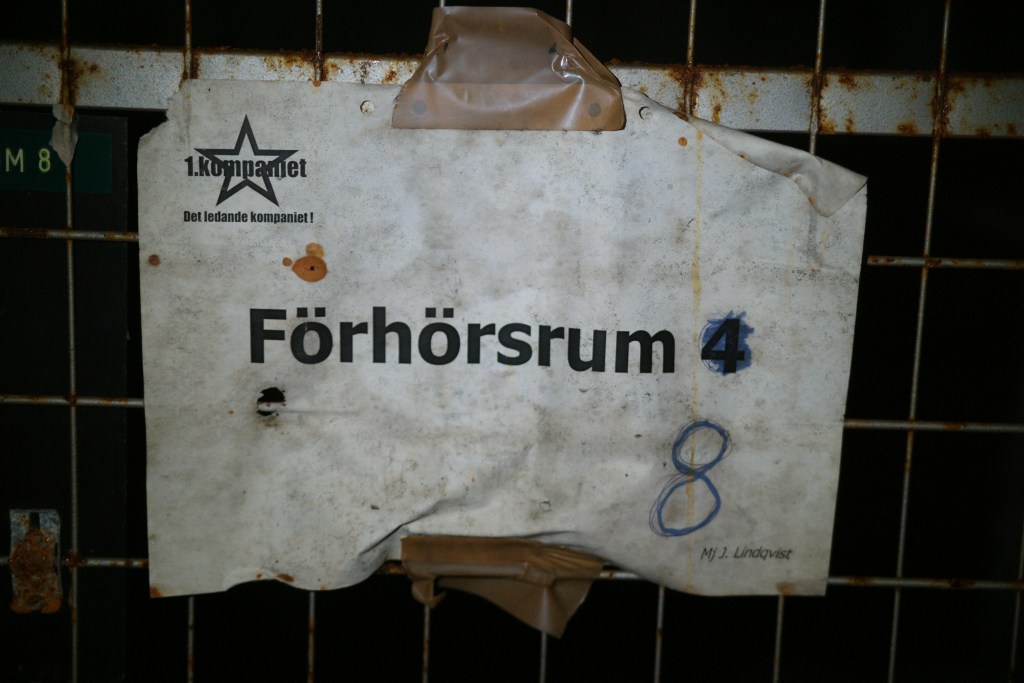 M 8
1.kompaniet
Det ledande kompaniet!
Förhörsrum 4
8
Mj J. Lindqvist